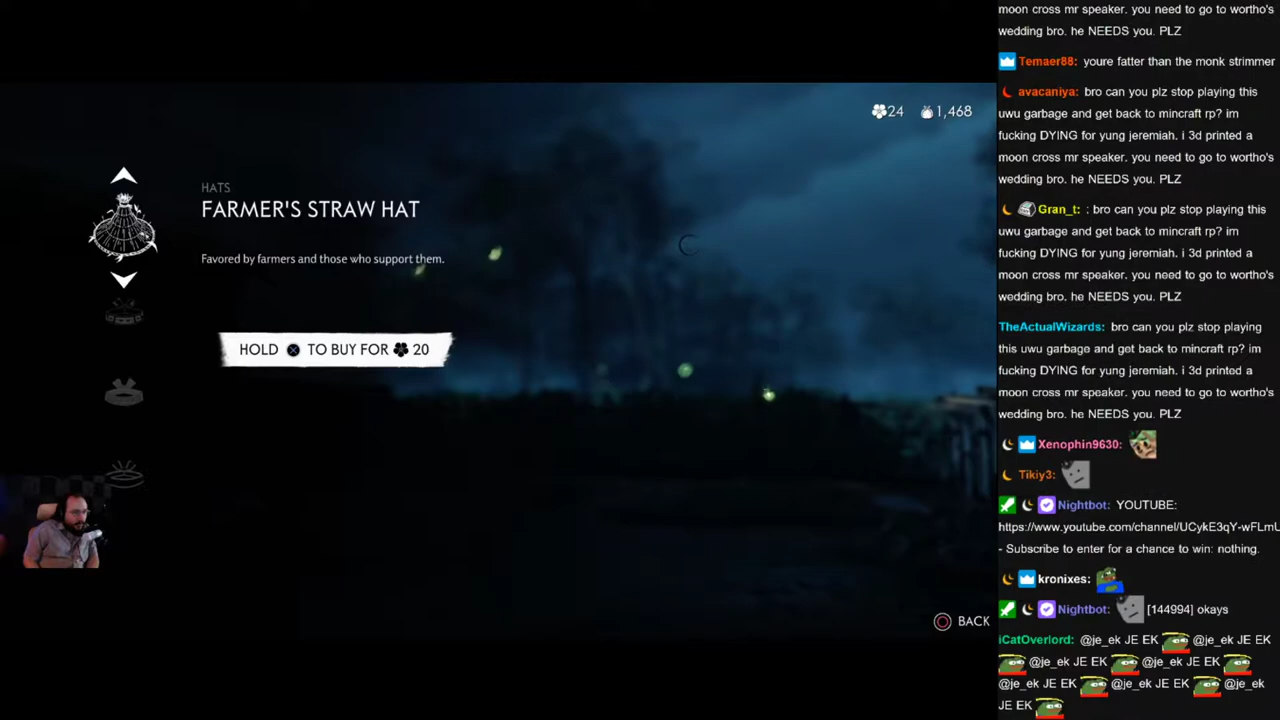 24 1,468
HATS
FARMER'S STRAW HAT
Favored by farmers and those who support them.
HOLD TO BUY FOR 20
BACK
moon cross mr speaker. you need to go to wortho's
wedding bro. he NEEDS you. PLZ
Temaer88: youre fatter than the monk strimmer
avacaniya: bro can you plz stop playing this
uwu garbage and get back to mincraft rp? im
fucking DYING for yung jeremiah. i 3d printed a
moon cross mr speaker. you need to go to wortho's
wedding bro. he NEEDS you. PLZ
Gran_t: : bro can you plz stop playing this
uwu garbage and get back to mincraft rp? im
fucking DYING for yung jeremiah. i 3d printed a
moon cross mr speaker. you need to go to wortho's
wedding bro. he NEEDS you. PLZ
TheActualWizards: bro can you plz stop playing
this uwu garbage and get back to mincraft rp? im
fucking DYING for yung jeremiah. i 3d printed a
moon cross mr speaker. you need to go to wortho's
wedding bro. he NEEDS you. PLZ
Xenophin9630:
Tikiy3:
Nightbot: YOUTUBE:
https://www.youtube.com/channel/UCykE3qY-wFLmU
- Subscribe to enter for a chance to win: nothing.
kronixes:
Nightbot: [144994] okays
iCatOverlord: @je_ek JE EK @je_ek JE EK
@je_ek JE EK @je_ek JE EK
@je_ek JE EK @je_ek JE EK @je_ek
JE EK